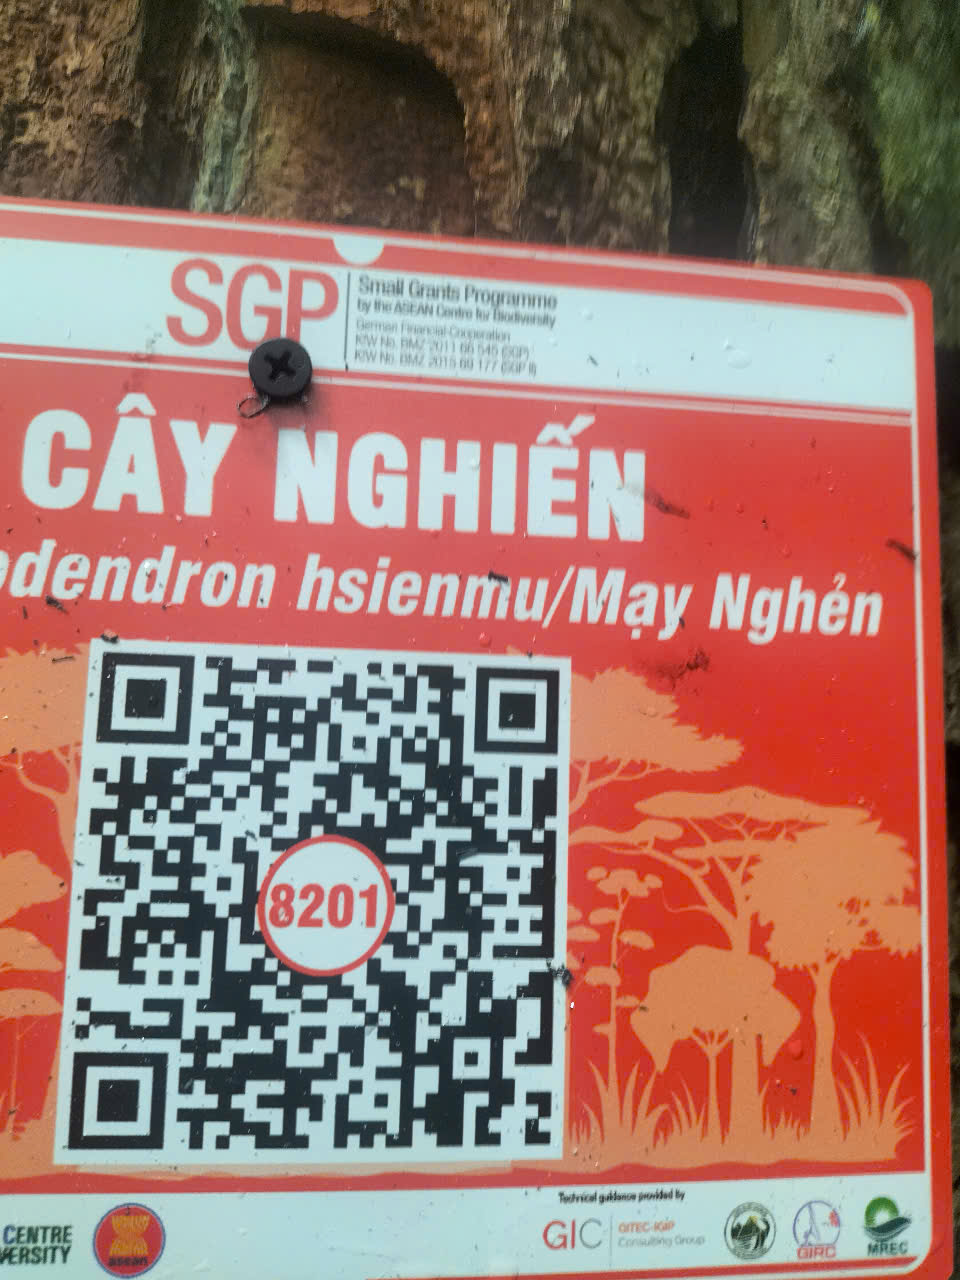 SGP
Small Grants Programme
by the ASEAN Centre for Biodiversity
German Financial Cooperation
KfW No. BMZ 2011 66 545 (SGP)
KfW No. BMZ 2015 69 177 (SGP II)
CÂY NGHIẾN
odendron hsienmu/Mạy Nghẻn
8201
Technical guidance provided by
CENTRE
VERSITY
asean
GIC
GITEC-IGIP
Consulting Group
GIRC
MREC